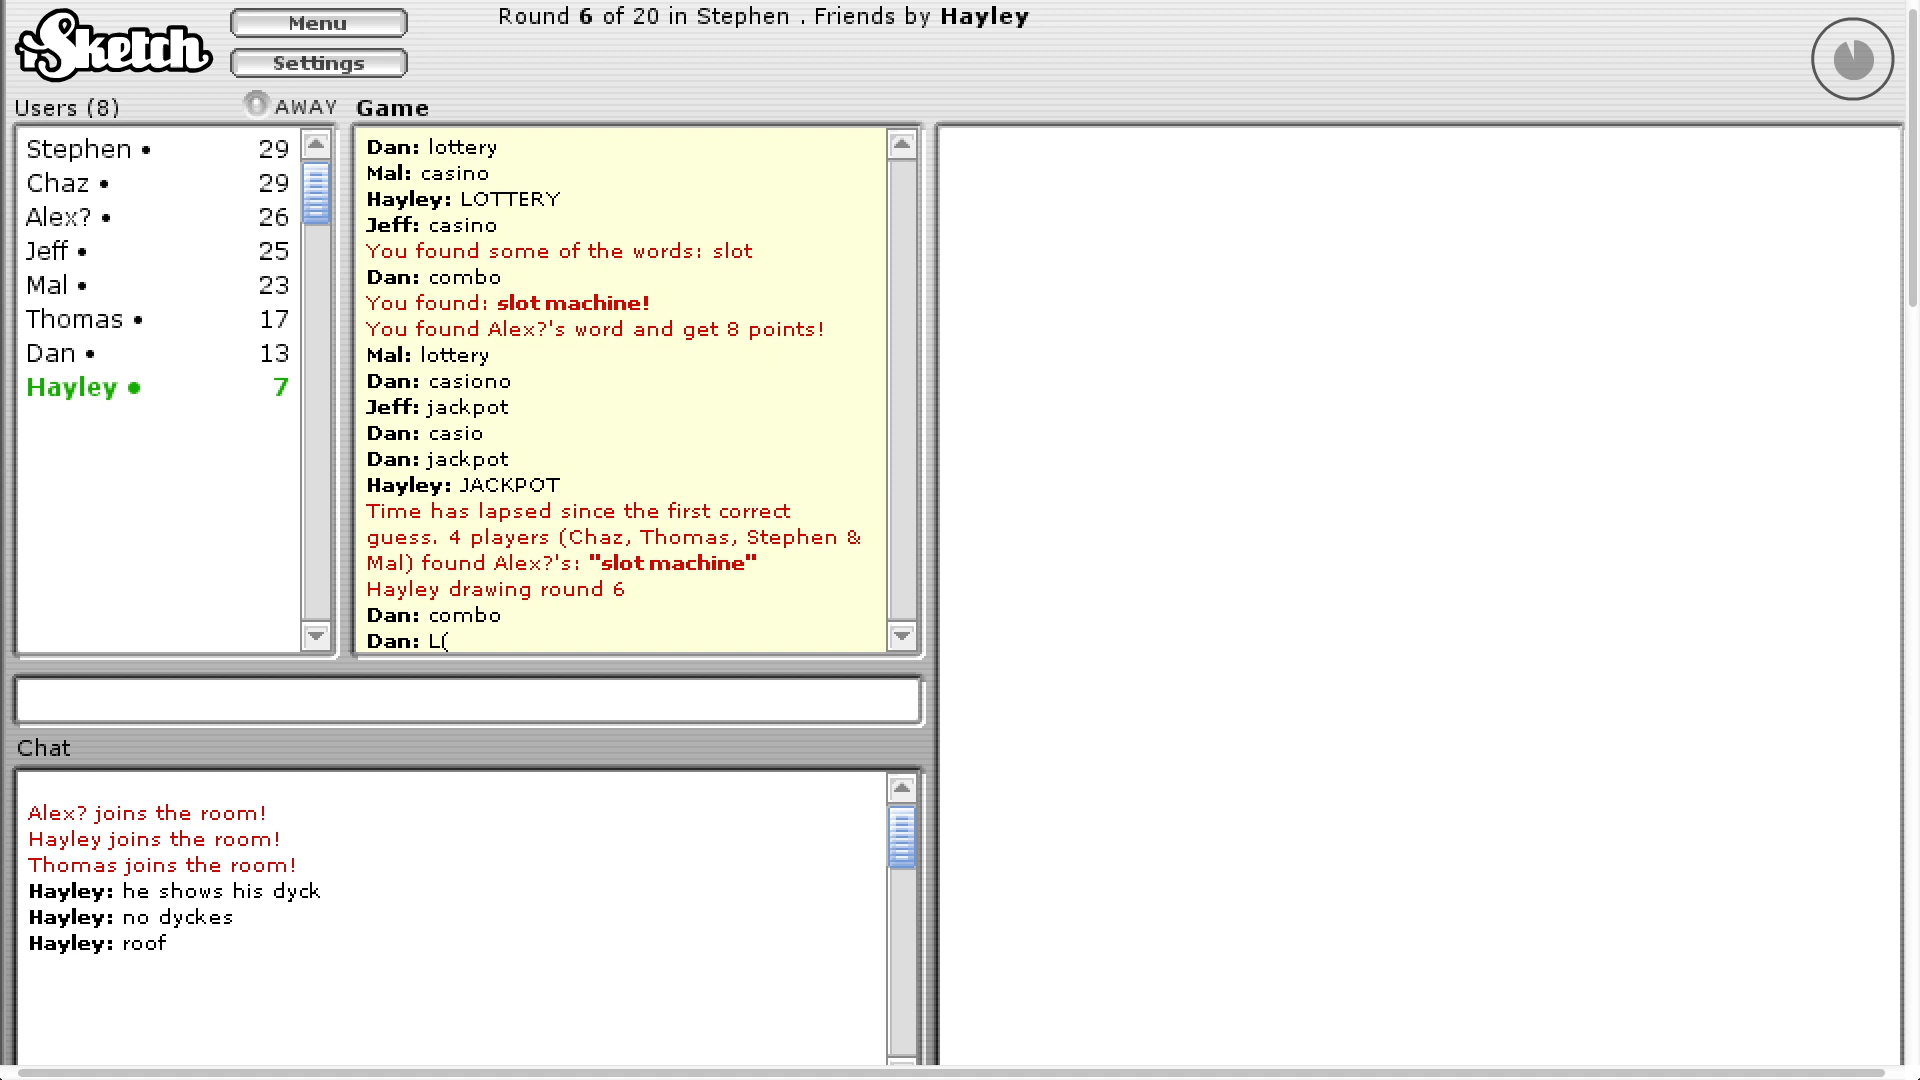 iSketch
Menu
Settings
Round 6 of 20 in Stephen . Friends by Hayley
Users (8)
AWAY
Game
Stephen • 29
Chaz • 29
Alex? • 26
Jeff • 25
Mal • 23
Thomas • 17
Dan • 13
Hayley • 7
Dan: lottery
Mal: casino
Hayley: LOTTERY
Jeff: casino
You found some of the words: slot
Dan: combo
You found: slot machine!
You found Alex?'s word and get 8 points!
Mal: lottery
Dan: casiono
Jeff: jackpot
Dan: casio
Dan: jackpot
Hayley: JACKPOT
Time has lapsed since the first correct
guess. 4 players (Chaz, Thomas, Stephen &
Mal) found Alex?'s: "slot machine"
Hayley drawing round 6
Dan: combo
Dan: L(
Chat
Alex? joins the room!
Hayley joins the room!
Thomas joins the room!
Hayley: he shows his dyck
Hayley: no dyckes
Hayley: roof